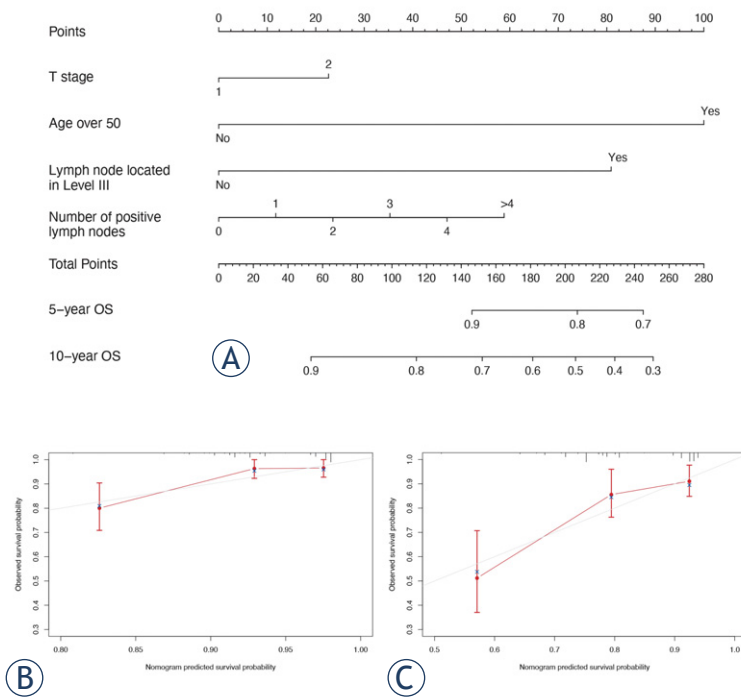 Points
0 10 20 30 40 50 60 70 80 90 100
T stage
2
1
Age over 50
Yes
No
Lymph node located
in Level III
Yes
No
Number of positive
lymph nodes
1 3 >4
0 2 4
Total Points
0 20 40 60 80 100 120 140 160 180 200 220 240 260 280
5–year OS
0.9 0.8 0.7
10–year OS
0.9 0.8 0.7 0.6 0.5 0.4 0.3
A
Observed survival probability
1.0
0.9
0.8
0.7
0.6
0.5
0.4
0.3
0.80 0.85 0.90 0.95 1.00
Nomogram predicted survival probability
B
Observed survival probability
1.0
0.9
0.8
0.7
0.6
0.5
0.4
0.3
0.5 0.6 0.7 0.8 0.9 1.0
Nomogram predicted survival probability
C